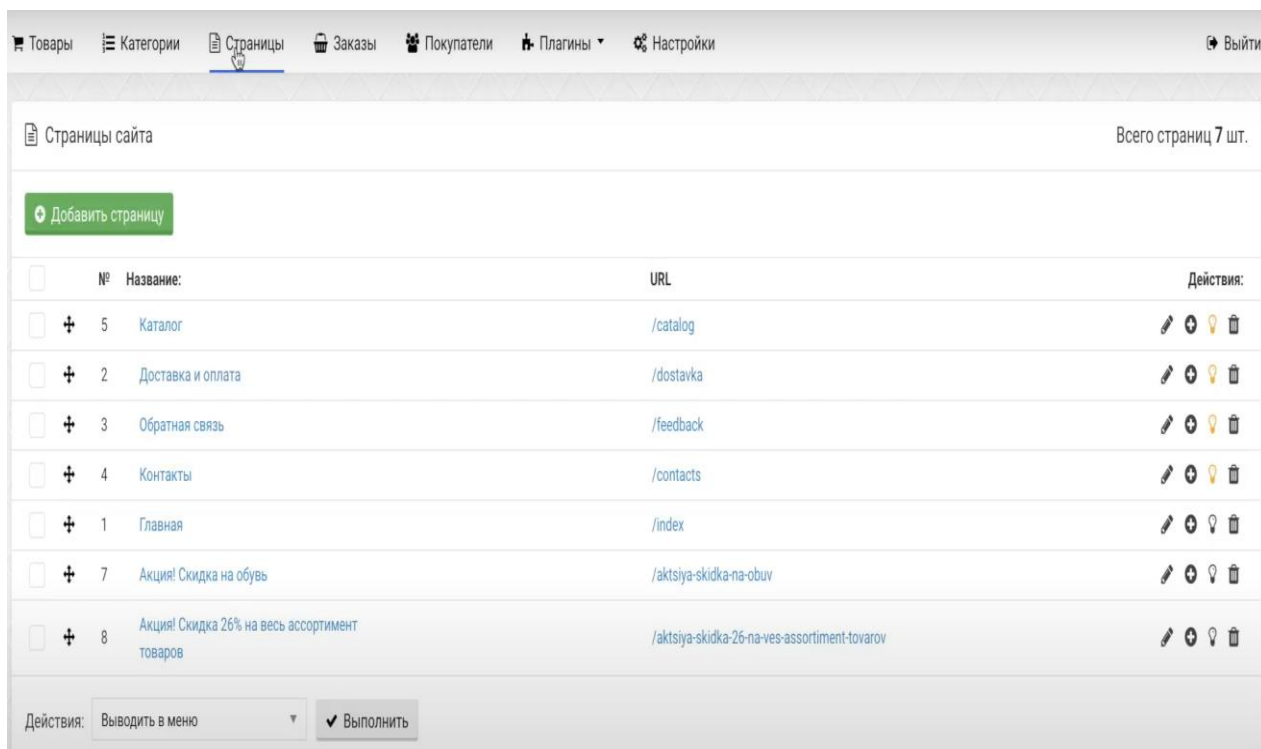 Товары Категории Страницы Заказы Покупатели Плагины Настройки Выйти
Страницы сайта Всего страниц 7 шт.
Добавить страницу
№ Название: URL Действия:
5 Каталог /catalog
2 Доставка и оплата /dostavka
3 Обратная связь /feedback
4 Контакты /contacts
1 Главная /index
7 Акция! Скидка на обувь /aktsiya-skidka-na-obuv
8 Акция! Скидка 26% на весь ассортимент
товаров /aktsiya-skidka-26-na-ves-assortiment-tovarov
Действия: Выводить в меню Выполнить